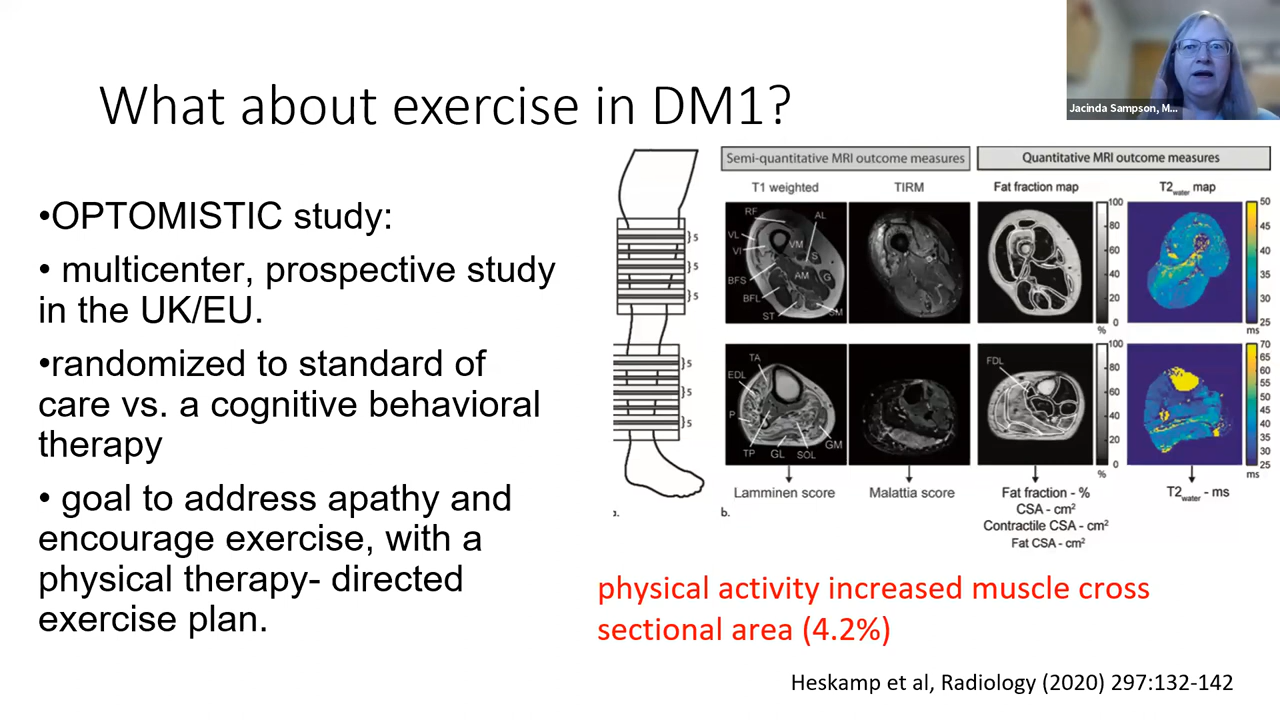 Jacinda Sampson, M...
What about exercise in DM1?
•OPTOMISTIC study:
• multicenter, prospective study
in the UK/EU.
•randomized to standard of
care vs. a cognitive behavioral
therapy
• goal to address apathy and
encourage exercise, with a
physical therapy- directed
exercise plan.
}5
}5
}5
}5
}5
}5
a.
Semi-quantitative MRI outcome measures
Quantitative MRI outcome measures
T1 weighted
TIRM
Fat fraction map
T2water map
RF
AL
VL
VI
VM
S
AM
G
BFS
BFL
ST
SM
100
80
60
40
20
0
%
50
45
40
35
30
25
ms
TA
EDL
P
TP
GL
SOL
GM
FDL
100
80
60
40
20
0
%
70
65
60
55
50
45
40
35
30
25
ms
Lamminen score
Malattia score
Fat fraction - %
CSA - cm²
Contractile CSA - cm²
Fat CSA - cm²
T2water - ms
b.
physical activity increased muscle cross
sectional area (4.2%)
Heskamp et al, Radiology (2020) 297:132-142